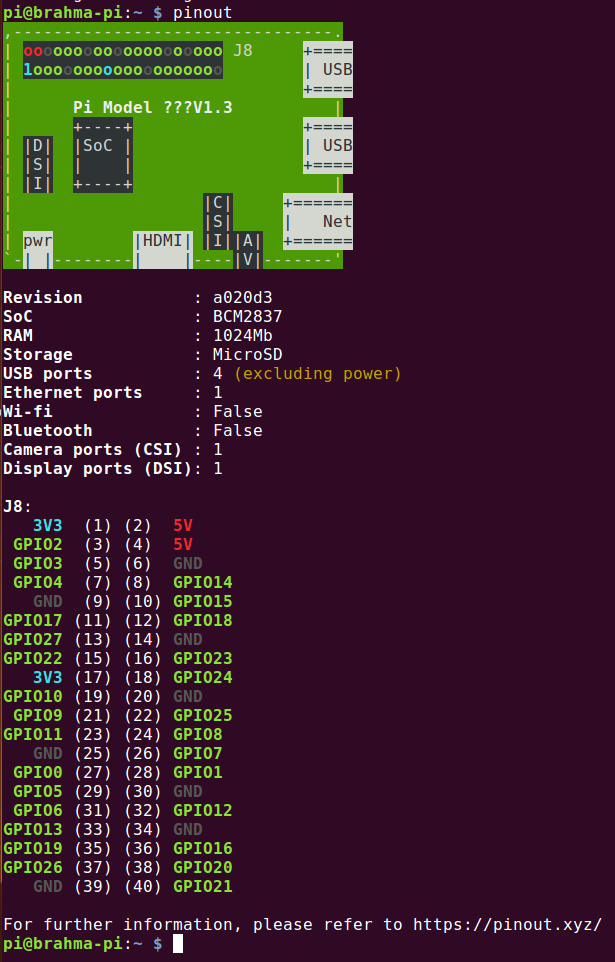 pi@brahma-pi:~ $ pinout
,--------------------------------.
| oooooooooooooooooooo J8     +====
| 1ooooooooooooooooooo        | USB
|                             +====
|      Pi Model ???V1.3          |
|      +----+                 +====
| |D|  |SoC |                 | USB
| |S|  |    |                 +====
| |I|  +----+                    |
|                   |C|     +======
|                   |S|     |   Net
| pwr        |HDMI| |I||A|  +======
`-| |--------|    |----|V|-------'

Revision           : a020d3
SoC                : BCM2837
RAM                : 1024Mb
Storage            : MicroSD
USB ports          : 4 (excluding power)
Ethernet ports     : 1
Wi-fi              : False
Bluetooth          : False
Camera ports (CSI) : 1
Display ports (DSI): 1

J8:
   3V3  (1) (2)  5V
 GPIO2  (3) (4)  5V
 GPIO3  (5) (6)  GND
 GPIO4  (7) (8)  GPIO14
   GND  (9) (10) GPIO15
GPIO17 (11) (12) GPIO18
GPIO27 (13) (14) GND
GPIO22 (15) (16) GPIO23
   3V3 (17) (18) GPIO24
GPIO10 (19) (20) GND
 GPIO9 (21) (22) GPIO25
GPIO11 (23) (24) GPIO8
   GND (25) (26) GPIO7
 GPIO0 (27) (28) GPIO1
 GPIO5 (29) (30) GND
 GPIO6 (31) (32) GPIO12
GPIO13 (33) (34) GND
GPIO19 (35) (36) GPIO16
GPIO26 (37) (38) GPIO20
   GND (39) (40) GPIO21

For further information, please refer to https://pinout.xyz/
pi@brahma-pi:~ $